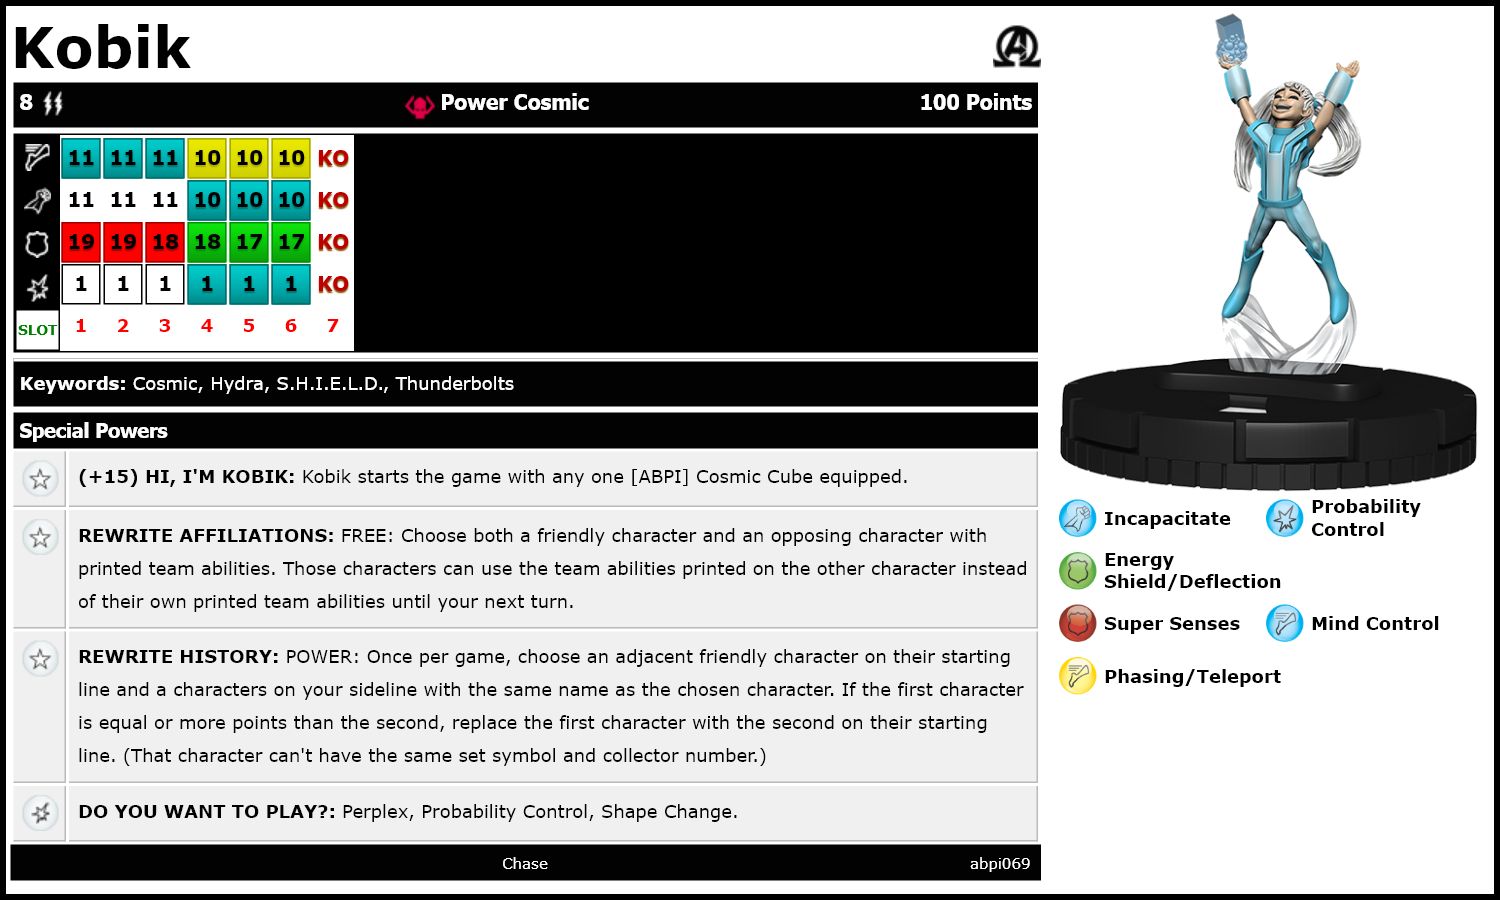 Kobik
8 Power Cosmic 100 Points
11 11 11 10 10 10 KO
11 11 11 10 10 10 KO
19 19 18 18 17 17 KO
1 1 1 1 1 1 KO
SLOT 1 2 3 4 5 6 7
Keywords: Cosmic, Hydra, S.H.I.E.L.D., Thunderbolts
Special Powers
(+15) HI, I'M KOBIK: Kobik starts the game with any one [ABPI] Cosmic Cube equipped.
REWRITE AFFILIATIONS: FREE: Choose both a friendly character and an opposing character with
printed team abilities. Those characters can use the team abilities printed on the other character instead
of their own printed team abilities until your next turn.
REWRITE HISTORY: POWER: Once per game, choose an adjacent friendly character on their starting
line and a characters on your sideline with the same name as the chosen character. If the first character
is equal or more points than the second, replace the first character with the second on their starting
line. (That character can't have the same set symbol and collector number.)
DO YOU WANT TO PLAY?: Perplex, Probability Control, Shape Change.
Chase abpi069
Incapacitate
Probability
Control
Energy
Shield/Deflection
Super Senses
Mind Control
Phasing/Teleport